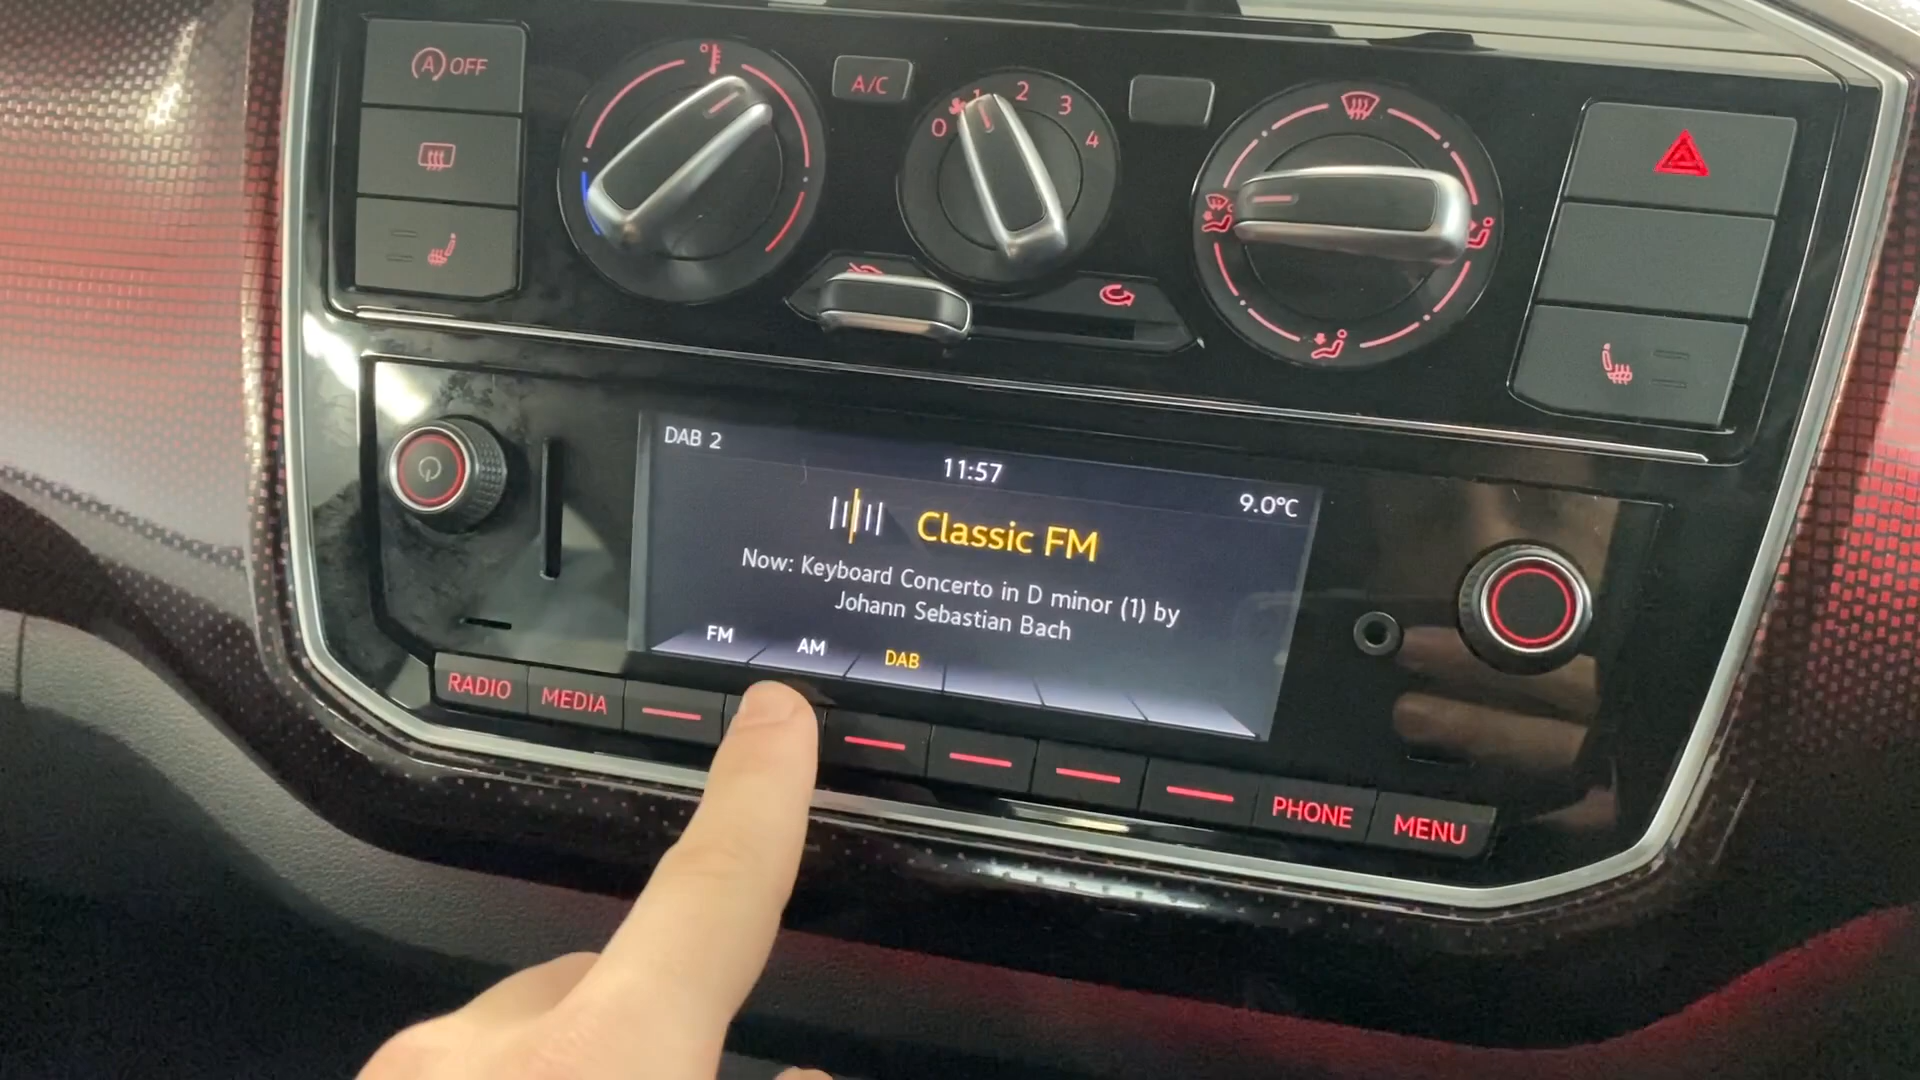 A OFF
A/C
0 1 2 3 4
DAB 2
11:57
9.0°C
Classic FM
Now: Keyboard Concerto in D minor (1) by
Johann Sebastian Bach
FM AM DAB
RADIO MEDIA PHONE MENU